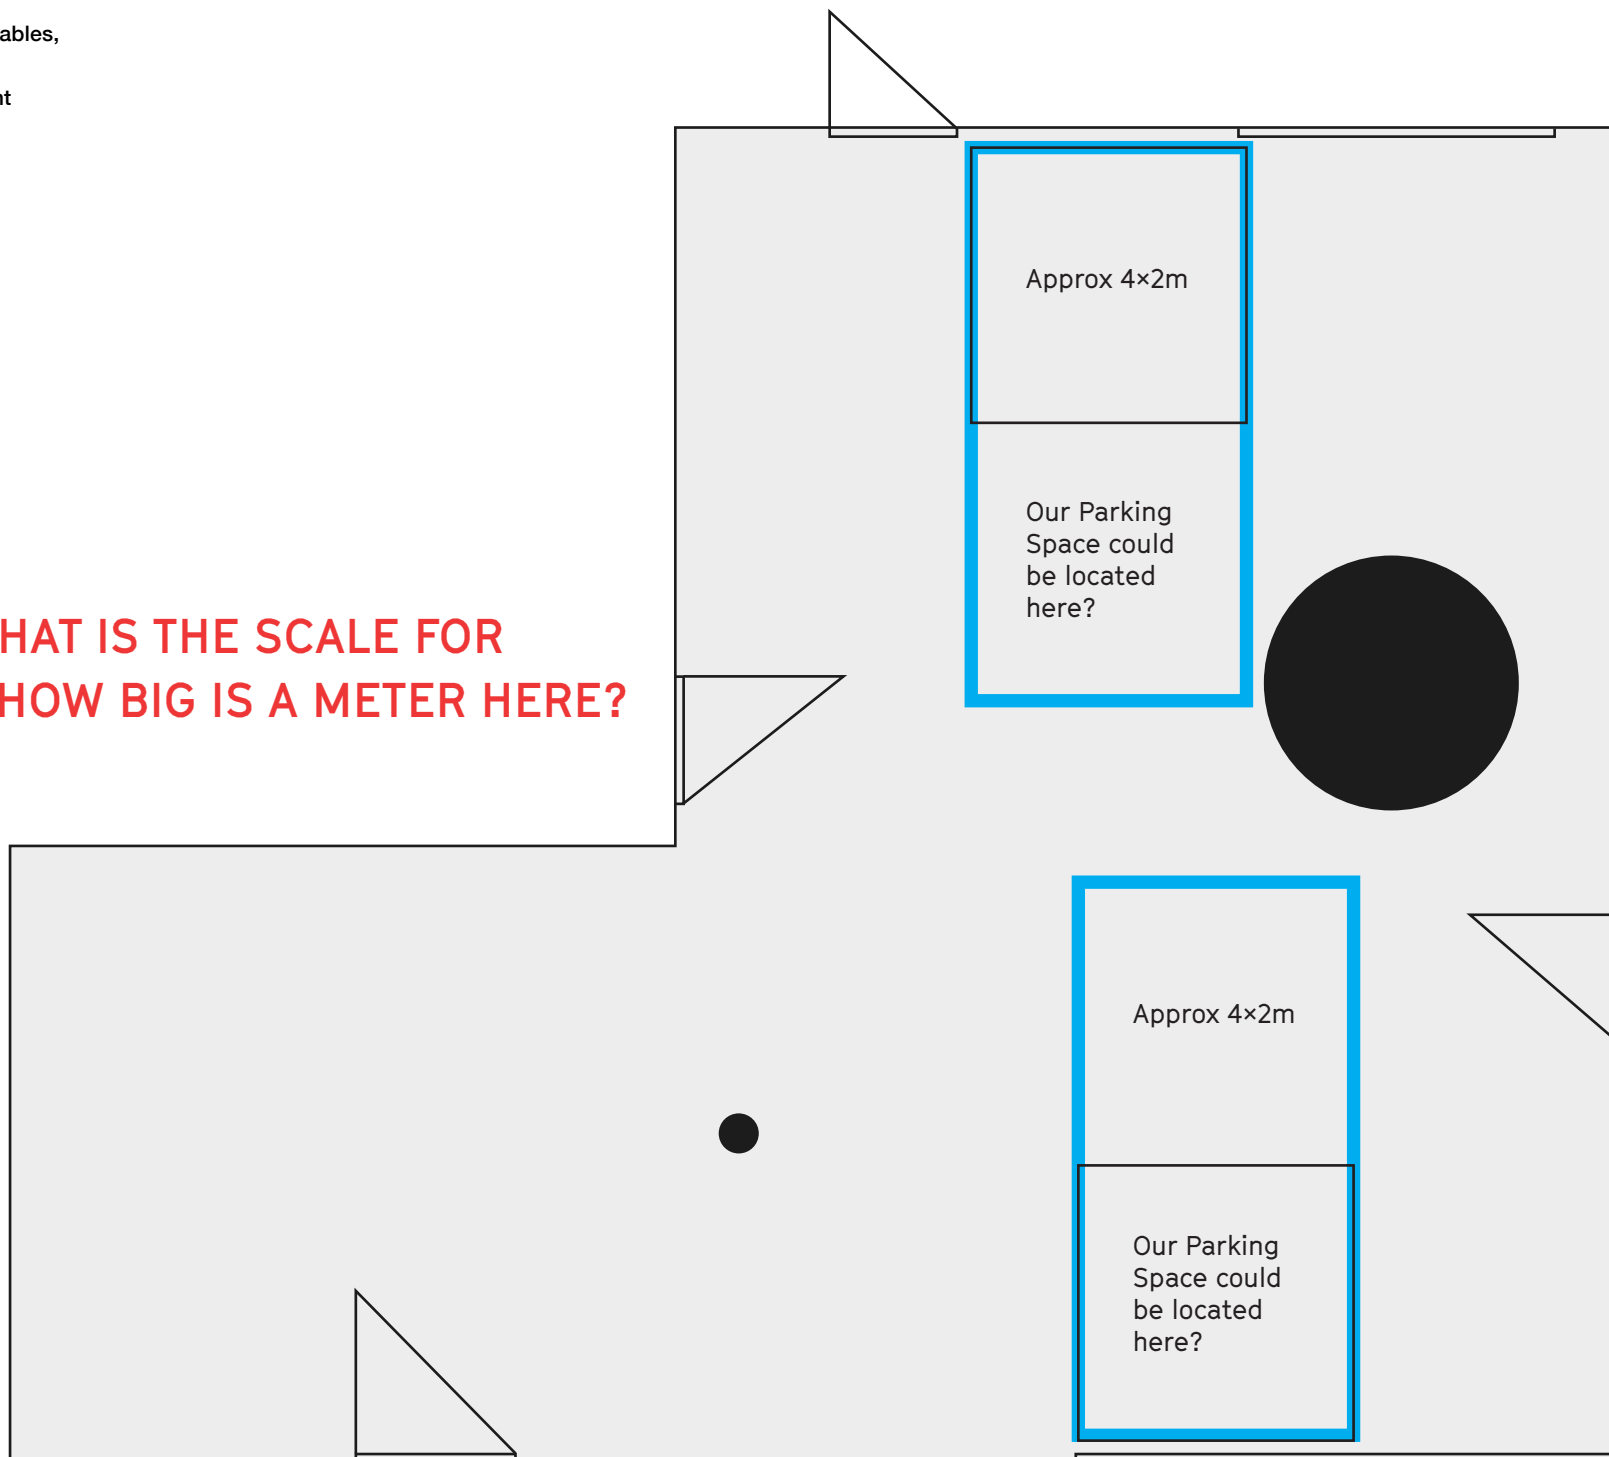 ables,
nt
HAT IS THE SCALE FOR
HOW BIG IS A METER HERE?
Approx 4×2m
Our Parking
Space could
be located
here?
Approx 4×2m
Our Parking
Space could
be located
here?